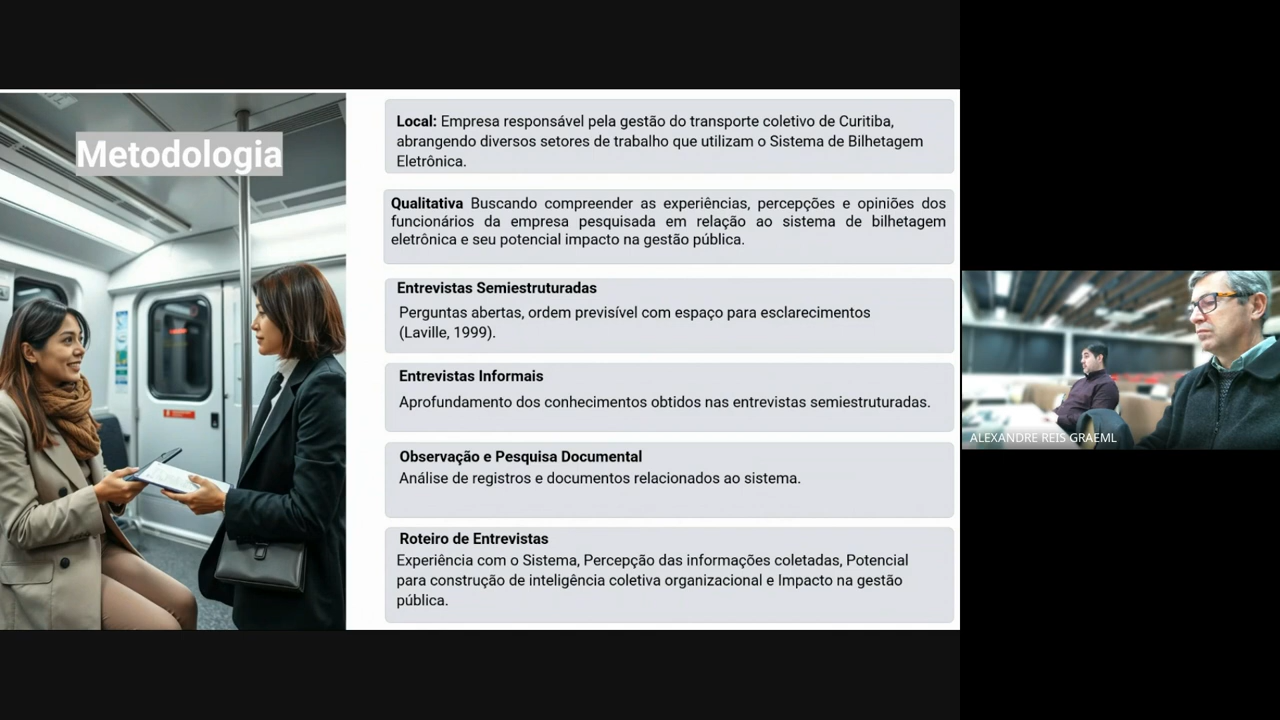 Metodologia
Local: Empresa responsável pela gestão do transporte coletivo de Curitiba,
abrangendo diversos setores de trabalho que utilizam o Sistema de Bilhetagem
Eletrônica.
Qualitativa Buscando compreender as experiências, percepções e opiniões dos
funcionários da empresa pesquisada em relação ao sistema de bilhetagem
eletrônica e seu potencial impacto na gestão pública.
Entrevistas Semiestruturadas
Perguntas abertas, ordem previsível com espaço para esclarecimentos
(Laville, 1999).
Entrevistas Informais
Aprofundamento dos conhecimentos obtidos nas entrevistas semiestruturadas.
Observação e Pesquisa Documental
Análise de registros e documentos relacionados ao sistema.
Roteiro de Entrevistas
Experiência com o Sistema, Percepção das informações coletadas, Potencial
para construção de inteligência coletiva organizacional e Impacto na gestão
pública.
ALEXANDRE REIS GRAEML